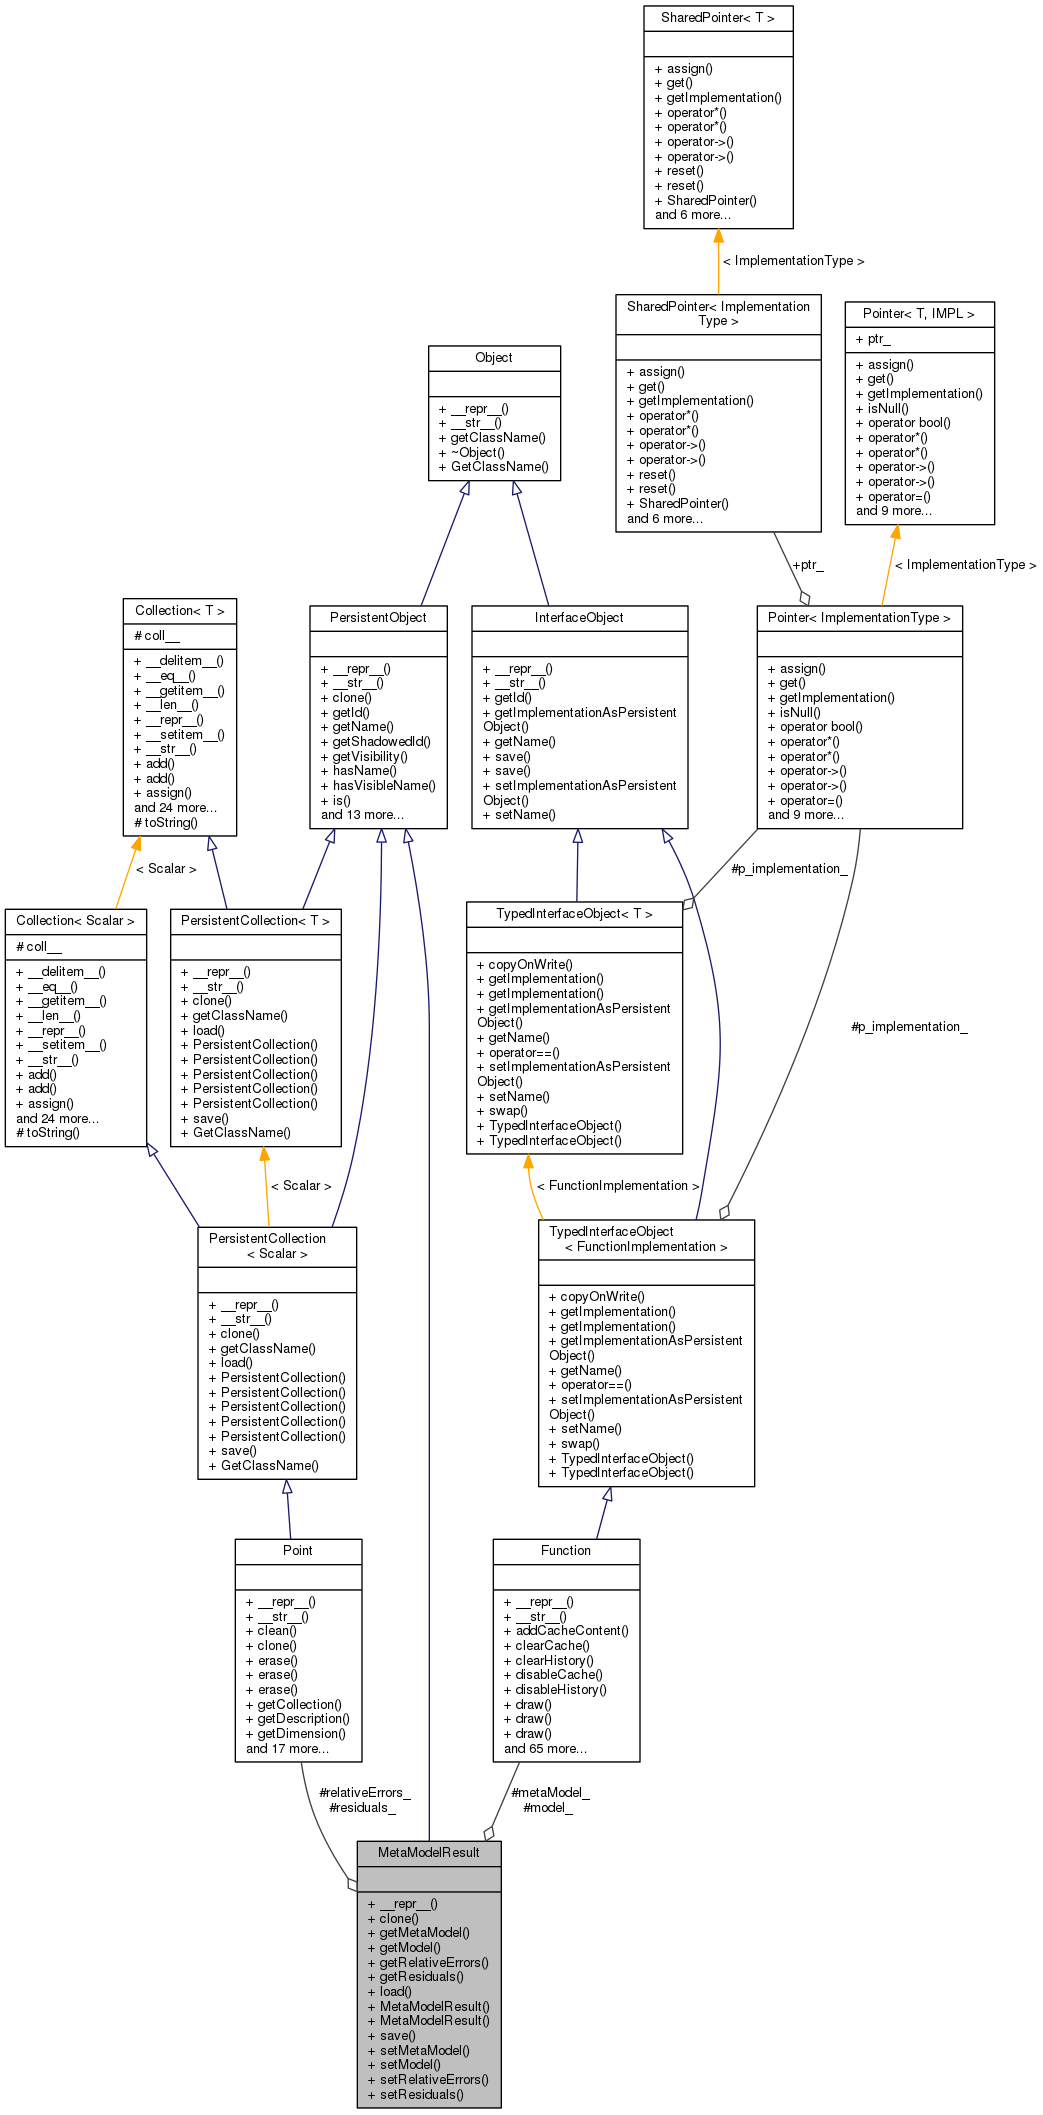 SharedPointer< T >
+ assign()
+ get()
+ getImplementation()
+ operator*()
+ operator*()
+ operator->()
+ operator->()
+ reset()
+ reset()
+ SharedPointer()
and 6 more...
< ImplementationType >
SharedPointer< Implementation
Type >
+ assign()
+ get()
+ getImplementation()
+ operator*()
+ operator*()
+ operator->()
+ operator->()
+ reset()
+ reset()
+ SharedPointer()
and 6 more...
Pointer< T, IMPL >
+ ptr_
+ assign()
+ get()
+ getImplementation()
+ isNull()
+ operator bool()
+ operator*()
+ operator*()
+ operator->()
+ operator->()
+ operator=()
and 9 more...
Object
+ __repr__()
+ __str__()
+ getClassName()
+ ~Object()
+ GetClassName()
+ptr_
< ImplementationType >
Collection< T >
# coll__
+ __delitem__()
+ __eq__()
+ __getitem__()
+ __len__()
+ __repr__()
+ __setitem__()
+ __str__()
+ add()
+ add()
+ assign()
and 24 more...
# toString()
PersistentObject
+ __repr__()
+ __str__()
+ clone()
+ getId()
+ getName()
+ getShadowedId()
+ getVisibility()
+ hasName()
+ hasVisibleName()
+ is()
and 13 more...
InterfaceObject
+ __repr__()
+ __str__()
+ getId()
+ getImplementationAsPersistent
Object()
+ getName()
+ save()
+ save()
+ setImplementationAsPersistent
Object()
+ setName()
Pointer< ImplementationType >
+ assign()
+ get()
+ getImplementation()
+ isNull()
+ operator bool()
+ operator*()
+ operator*()
+ operator->()
+ operator->()
+ operator=()
and 9 more...
< Scalar >
#p_implementation_
Collection< Scalar >
# coll__
+ __delitem__()
+ __eq__()
+ __getitem__()
+ __len__()
+ __repr__()
+ __setitem__()
+ __str__()
+ add()
+ add()
+ assign()
and 24 more...
# toString()
PersistentCollection< T >
+ __repr__()
+ __str__()
+ clone()
+ getClassName()
+ load()
+ PersistentCollection()
+ PersistentCollection()
+ PersistentCollection()
+ PersistentCollection()
+ PersistentCollection()
+ save()
+ GetClassName()
TypedInterfaceObject< T >
+ copyOnWrite()
+ getImplementation()
+ getImplementation()
+ getImplementationAsPersistent
Object()
+ getName()
+ operator==()
+ setImplementationAsPersistent
Object()
+ setName()
+ swap()
+ TypedInterfaceObject()
+ TypedInterfaceObject()
#p_implementation_
< Scalar >
< FunctionImplementation >
PersistentCollection
< Scalar >
+ __repr__()
+ __str__()
+ clone()
+ getClassName()
+ load()
+ PersistentCollection()
+ PersistentCollection()
+ PersistentCollection()
+ PersistentCollection()
+ PersistentCollection()
+ save()
+ GetClassName()
TypedInterfaceObject
< FunctionImplementation >
+ copyOnWrite()
+ getImplementation()
+ getImplementation()
+ getImplementationAsPersistent
Object()
+ getName()
+ operator==()
+ setImplementationAsPersistent
Object()
+ setName()
+ swap()
+ TypedInterfaceObject()
+ TypedInterfaceObject()
Point
+ __repr__()
+ __str__()
+ clean()
+ clone()
+ erase()
+ erase()
+ erase()
+ getCollection()
+ getDescription()
+ getDimension()
and 17 more...
Function
+ __repr__()
+ __str__()
+ addCacheContent()
+ clearCache()
+ clearHistory()
+ disableCache()
+ disableHistory()
+ draw()
+ draw()
+ draw()
and 65 more...
#relativeErrors_
#residuals_
#metaModel_
#model_
MetaModelResult
+ __repr__()
+ clone()
+ getMetaModel()
+ getModel()
+ getRelativeErrors()
+ getResiduals()
+ load()
+ MetaModelResult()
+ MetaModelResult()
+ save()
+ setMetaModel()
+ setModel()
+ setRelativeErrors()
+ setResiduals()